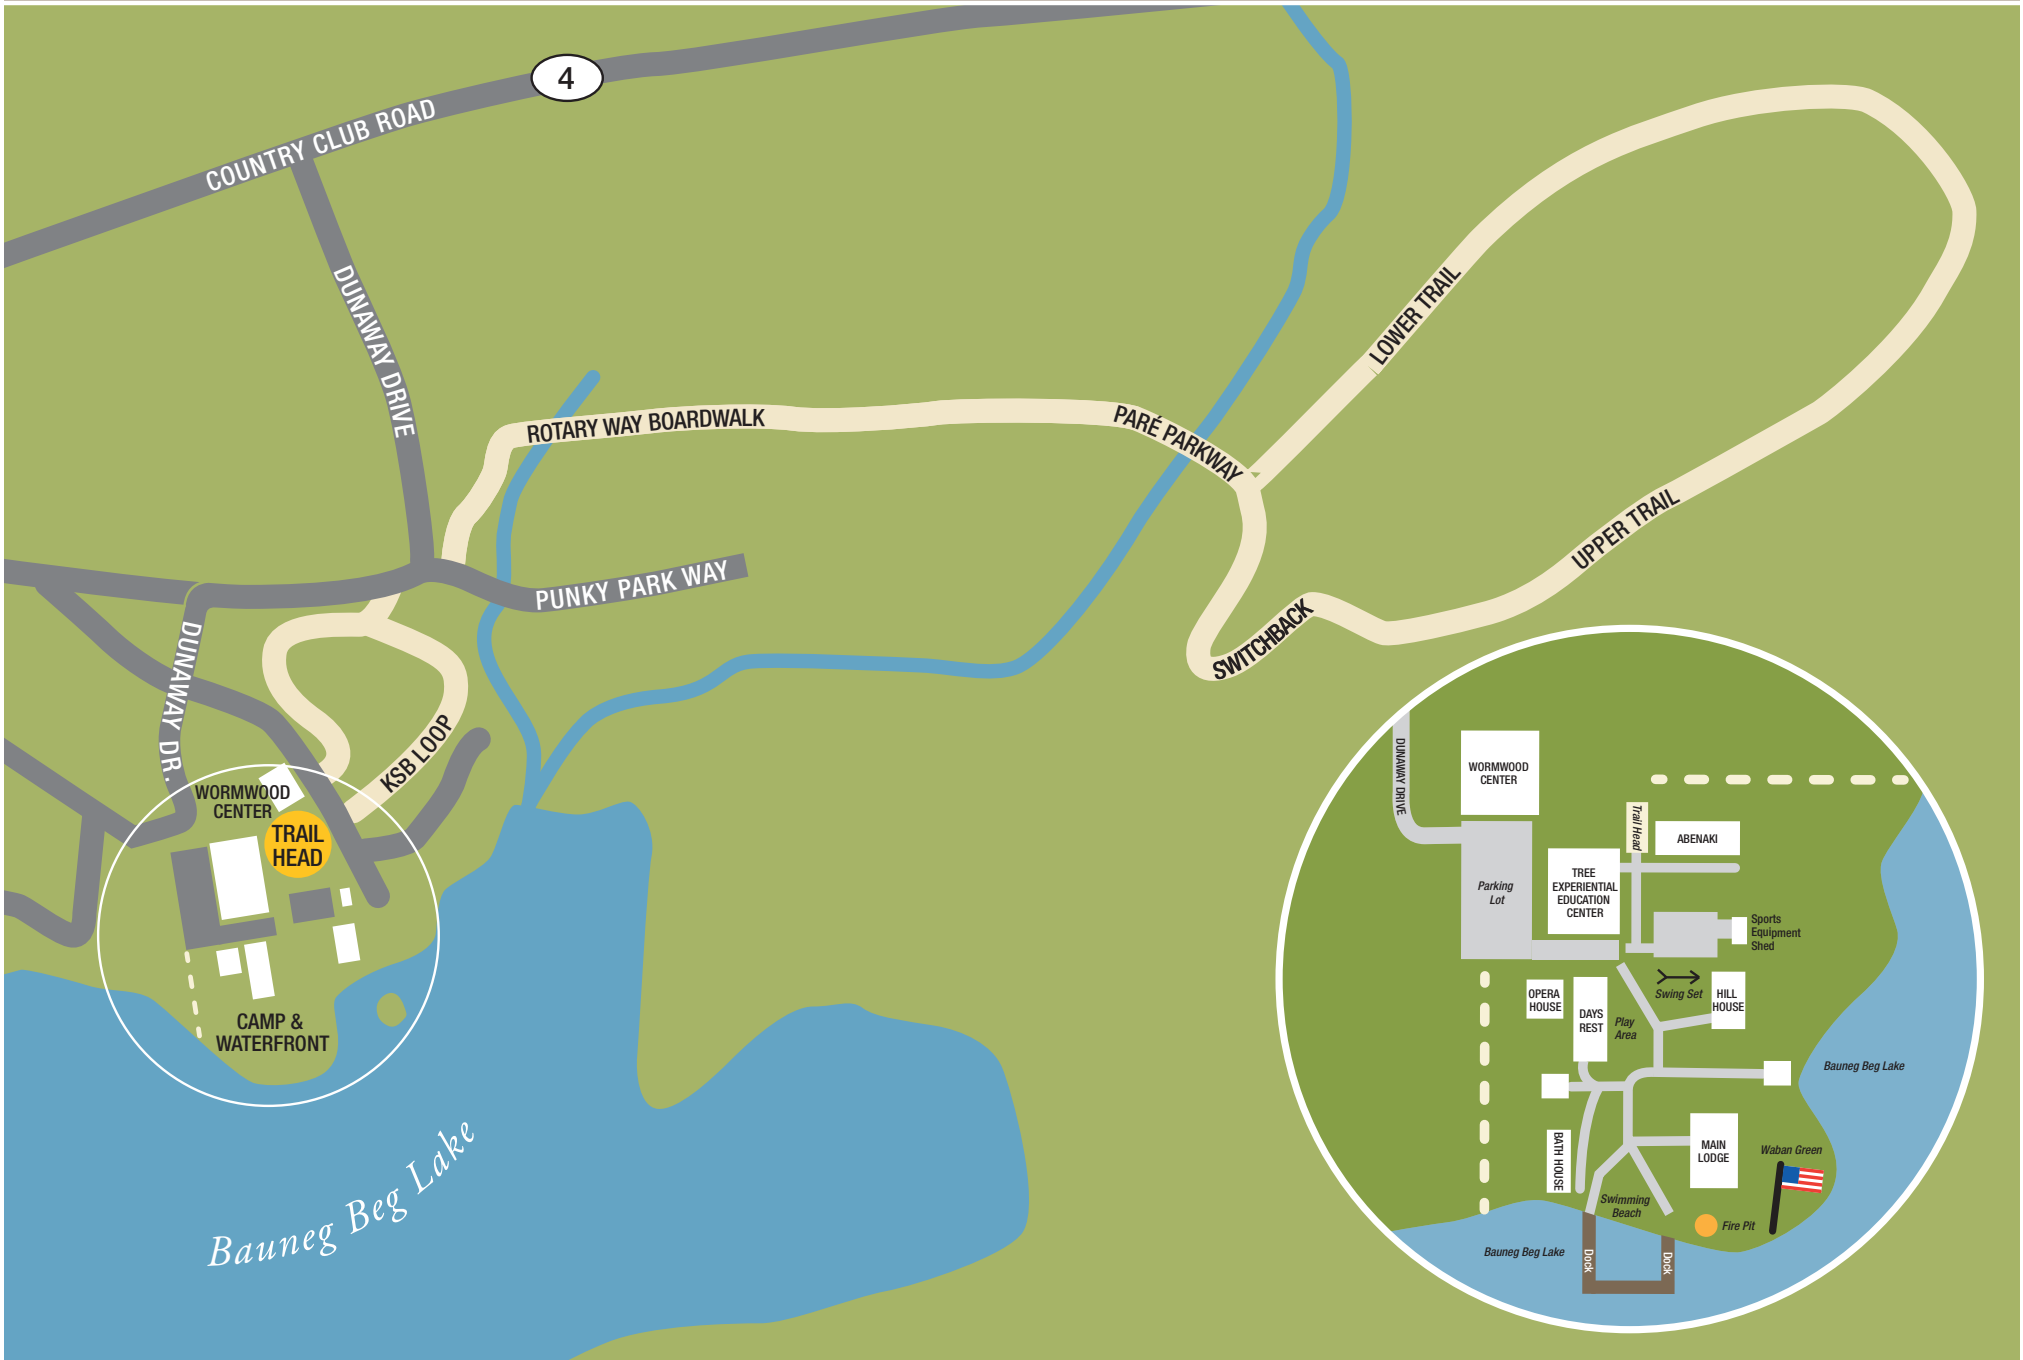 4
COUNTRY CLUB ROAD
DUNAWAY DRIVE
LOWER TRAIL
ROTARY WAY BOARDWALK
PARÉ PARKWAY
UPPER TRAIL
PUNKY PARK WAY
SWITCHBACK
DUNAWAY DR.
KSB LOOP
WORMWOOD
CENTER
TRAIL
HEAD
CAMP &
WATERFRONT
Bauneg Beg Lake
DUNAWAY DRIVE
WORMWOOD
CENTER
Trail Head
ABENAKI
Parking
Lot
TREE
EXPERIENTIAL
EDUCATION
CENTER
Sports
Equipment
Shed
Swing Set
OPERA
HOUSE
DAYS
REST
Play
Area
HILL
HOUSE
Bauneg Beg Lake
BATH HOUSE
MAIN
LODGE
Waban Green
Swimming
Beach
Fire Pit
Bauneg Beg Lake
Dock
Dock